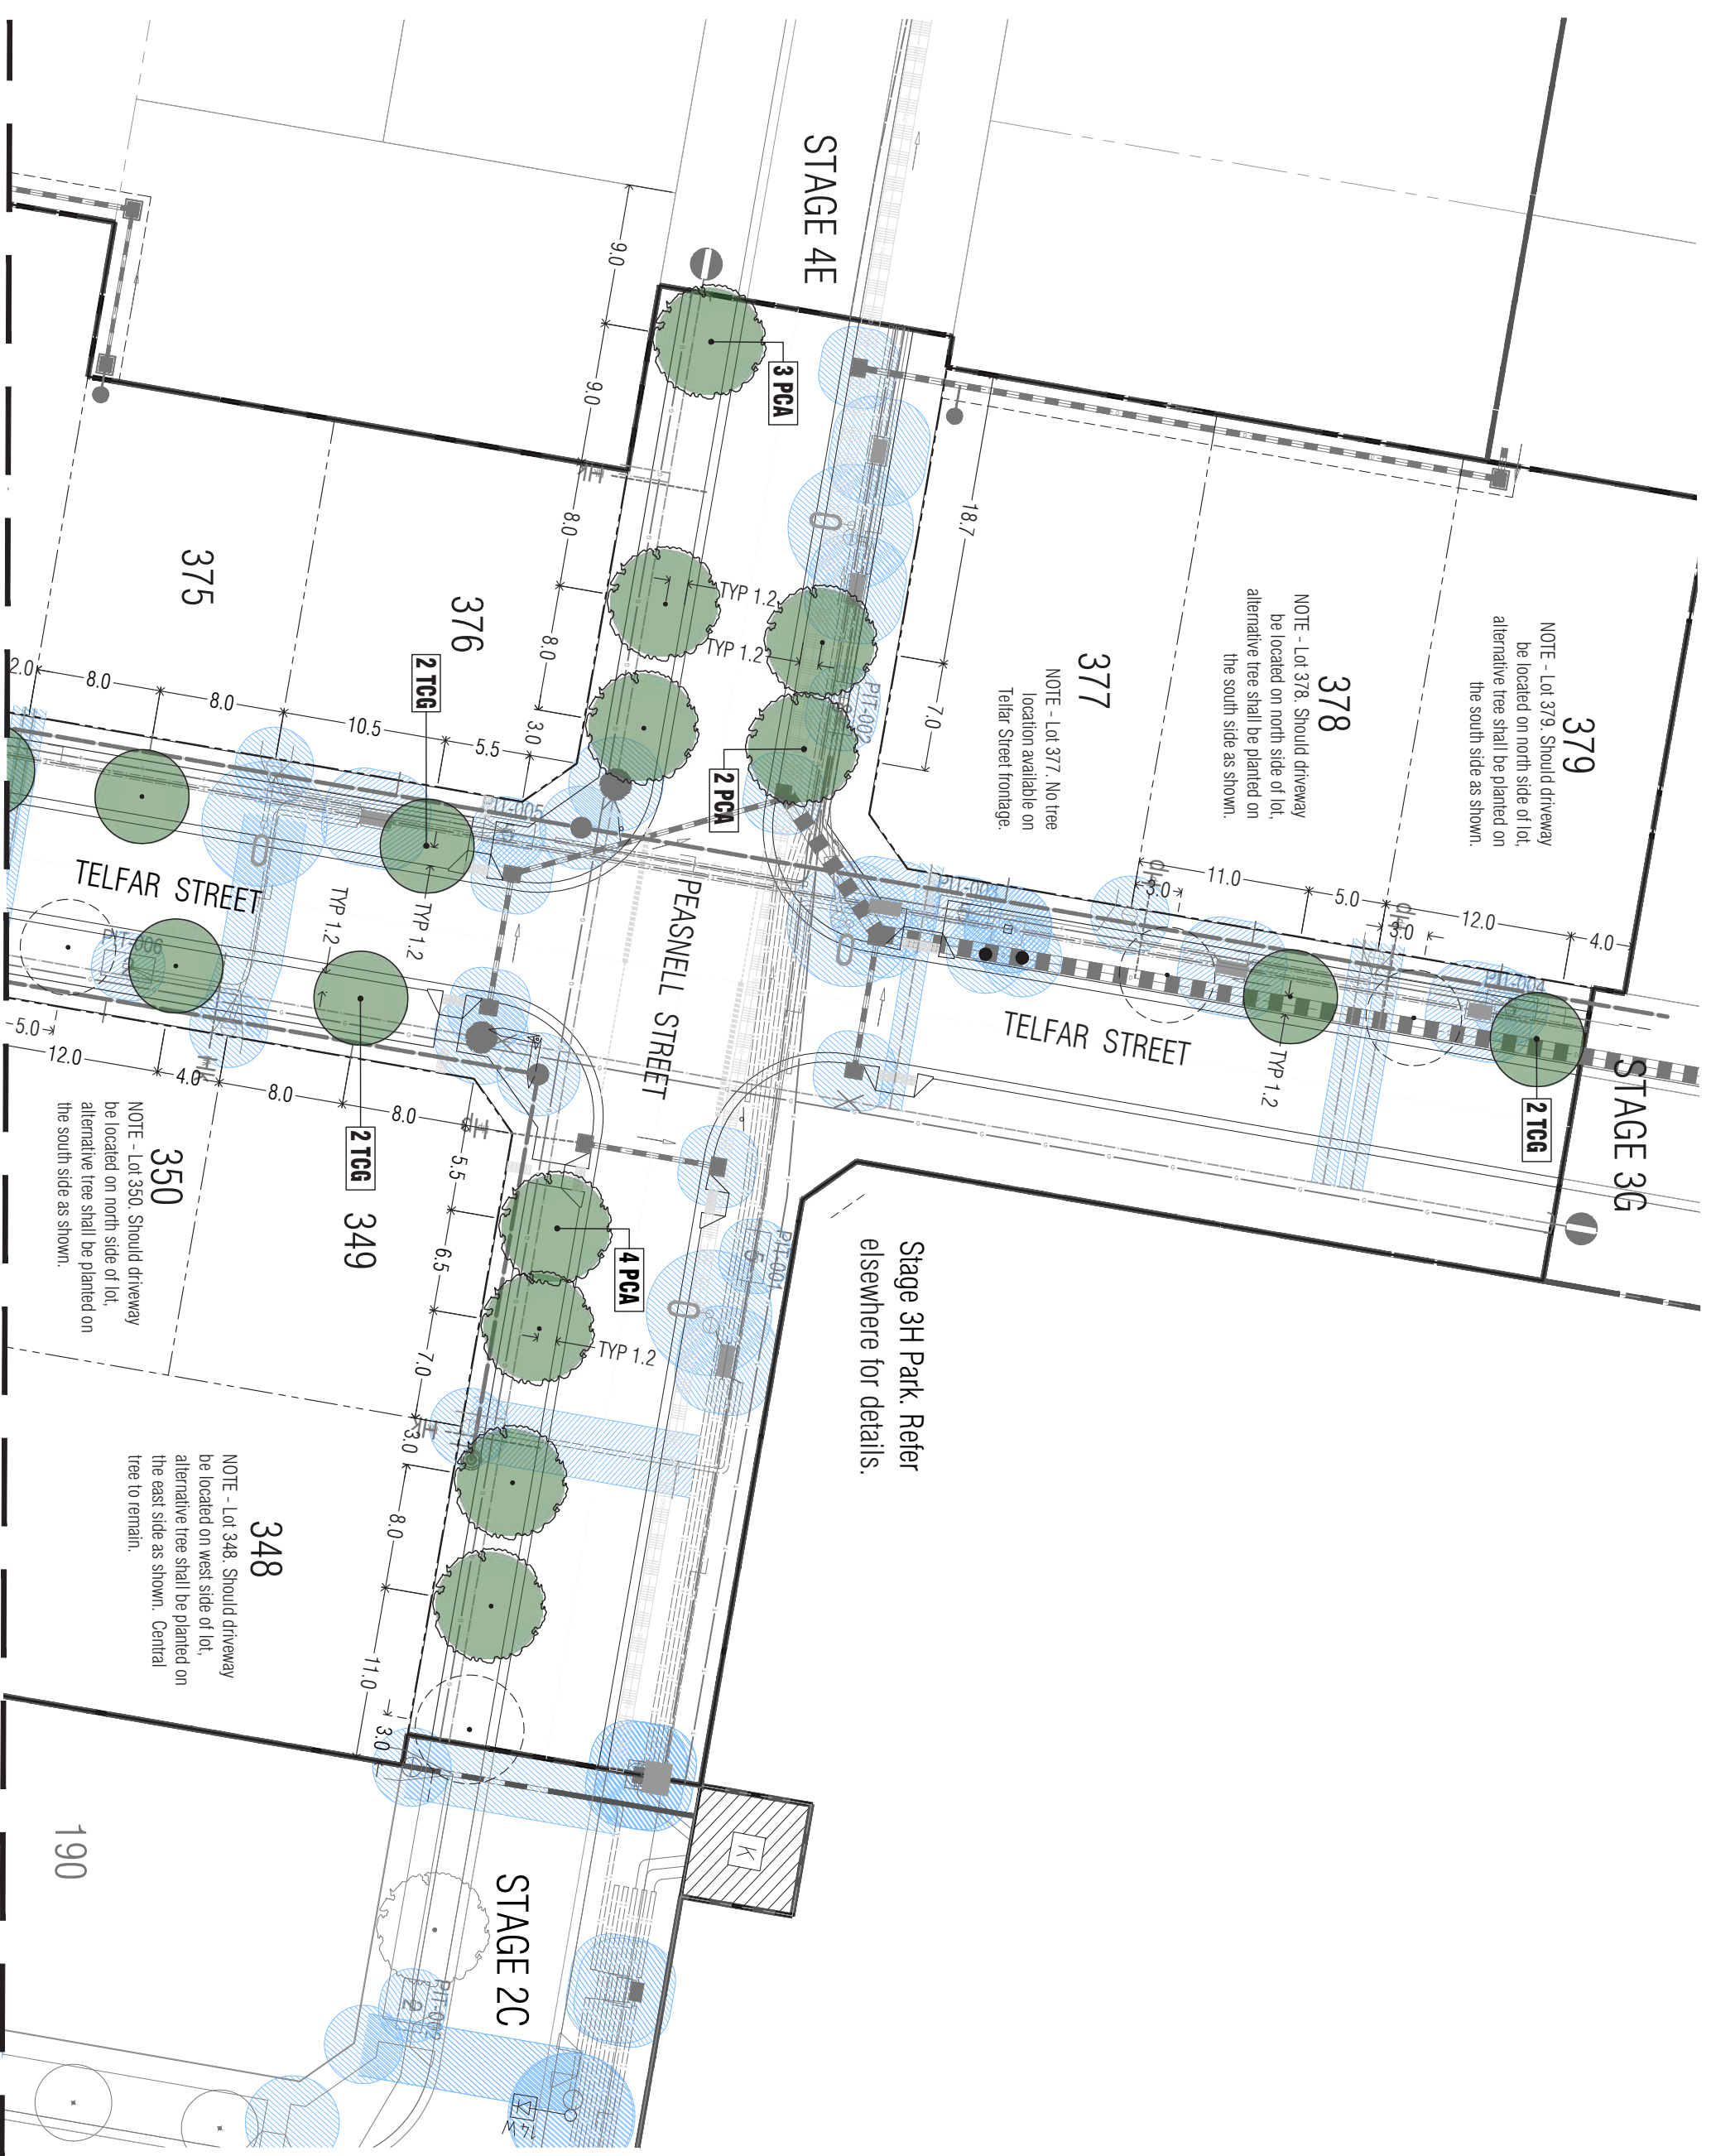 STAGE 4E
STAGE 3G
STAGE 2C
379
NOTE - Lot 379. Should driveway
be located on north side of lot,
alternative tree shall be planted on
the south side as shown.
378
NOTE - Lot 378. Should driveway
be located on north side of lot,
alternative tree shall be planted on
the south side as shown.
377
NOTE - Lot 377. No tree
location available on
Telfar Street frontage.
376
375
350
NOTE - Lot 350. Should driveway
be located on north side of lot,
alternative tree shall be planted on
the south side as shown.
349
348
NOTE - Lot 348. Should driveway
be located on west side of lot,
alternative tree shall be planted on
the east side as shown. Central
tree to remain.
190
Stage 3H Park. Refer
elsewhere for details.
TELFAR STREET
TELFAR STREET
PEASNELL STREET
3 PCA
2 PCA
4 PCA
2 TCG
2 TCG
2 TCG
TYP 1.2
TYP 1.2
TYP 1.2
TYP 1.2
TYP 1.2
TYP 1.2
PIT-001
PIT-002
PIT-003
PIT-004
PIT-005
PIT-006
PIT-002
2
K
9.0
9.0
8.0
8.0
3.0
5.5
10.5
8.0
8.0
2.0
18.7
7.0
3.0
11.0
5.0
3.0
12.0
4.0
5.0
12.0
4.0
8.0
8.0
5.5
6.5
7.0
3.0
8.0
11.0
3.0